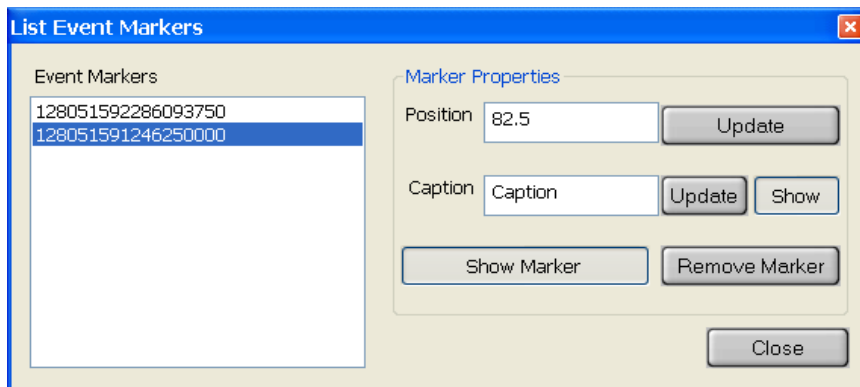 List Event Markers
Event Markers
128051592286093750
128051591246250000
Marker Properties
Position 82.5 Update
Caption Caption Update Show
Show Marker Remove Marker
Close